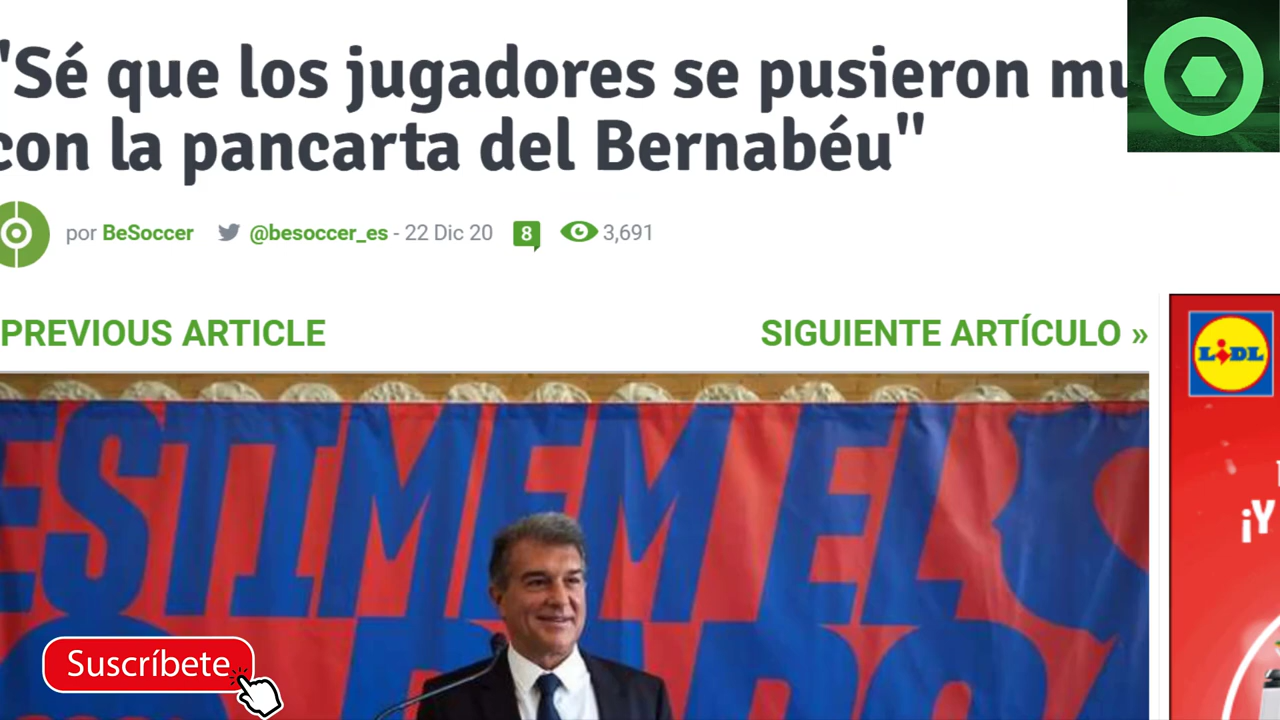 "Sé que los jugadores se pusieron mu
con la pancarta del Bernabéu"
por BeSoccer @besoccer_es - 22 Dic 20 8 3,691
PREVIOUS ARTICLE
SIGUIENTE ARTÍCULO »
LIDL
ESTIMEM EL
¡Y
Suscríbete